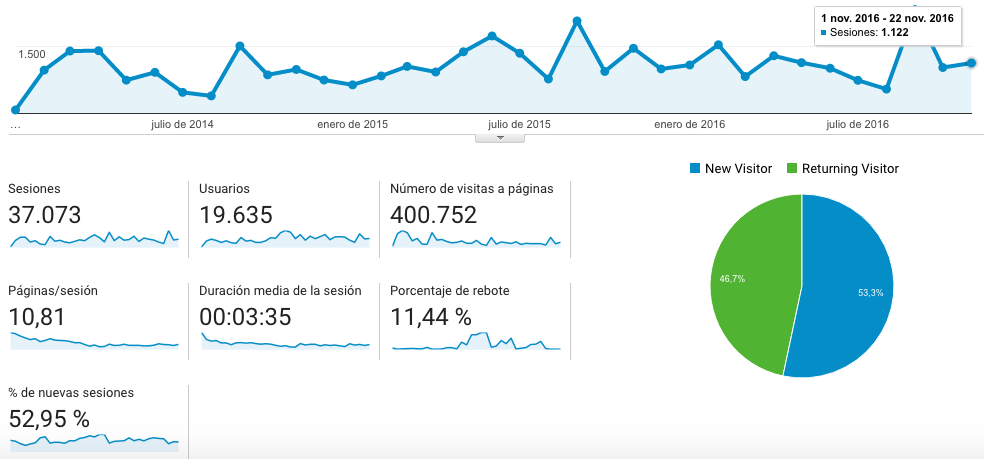 1 nov. 2016 - 22 nov. 2016
Sesiones: 1.122
1.500
... julio de 2014 enero de 2015 julio de 2015 enero de 2016 julio de 2016
New Visitor Returning Visitor
Sesiones Usuarios Número de visitas a páginas
37.073 19.635 400.752
46,7% 53,3%
Páginas/sesión Duración media de la sesión Porcentaje de rebote
10,81 00:03:35 11,44 %
% de nuevas sesiones
52,95 %